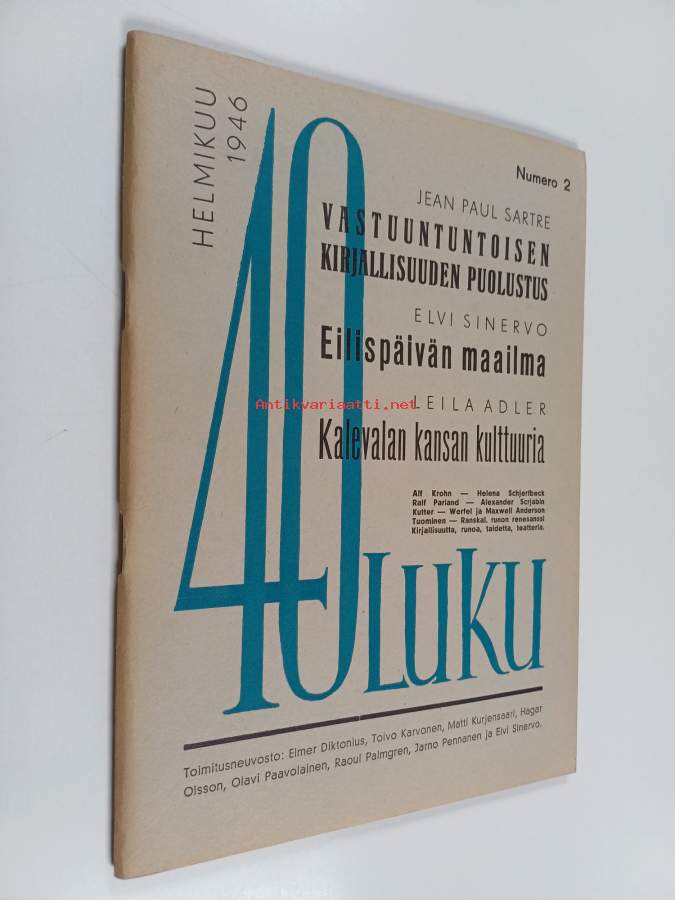 HELMIKUU
1946
Numero 2
JEAN PAUL SARTRE
VASTUUNTUNTOISEN
KIRJALLISUUDEN PUOLUSTUS
ELVI SINERVO
Eilispäivän maailma
LEILA ADLER
Kalevalan kansan kulttuuria
Antikvariaatti.net
Alf Krohn — Helena Schjerfbeck
Ralf Parland — Alexander Scrjabin
Kutter — Werfel ja Maxwell Anderson
Tuominen — Ranskal. runon renesanssi
Kirjallisuutta, runoa, taidetta, teatteria.
40
LUKU
Toimitusneuvosto: Elmer Diktonius, Toivo Karvonen, Matti Kurjensaari, Hagar
Olsson, Olavi Paavolainen, Raoul Palmgren, Jarno Pennanen ja Elvi Sinervo.